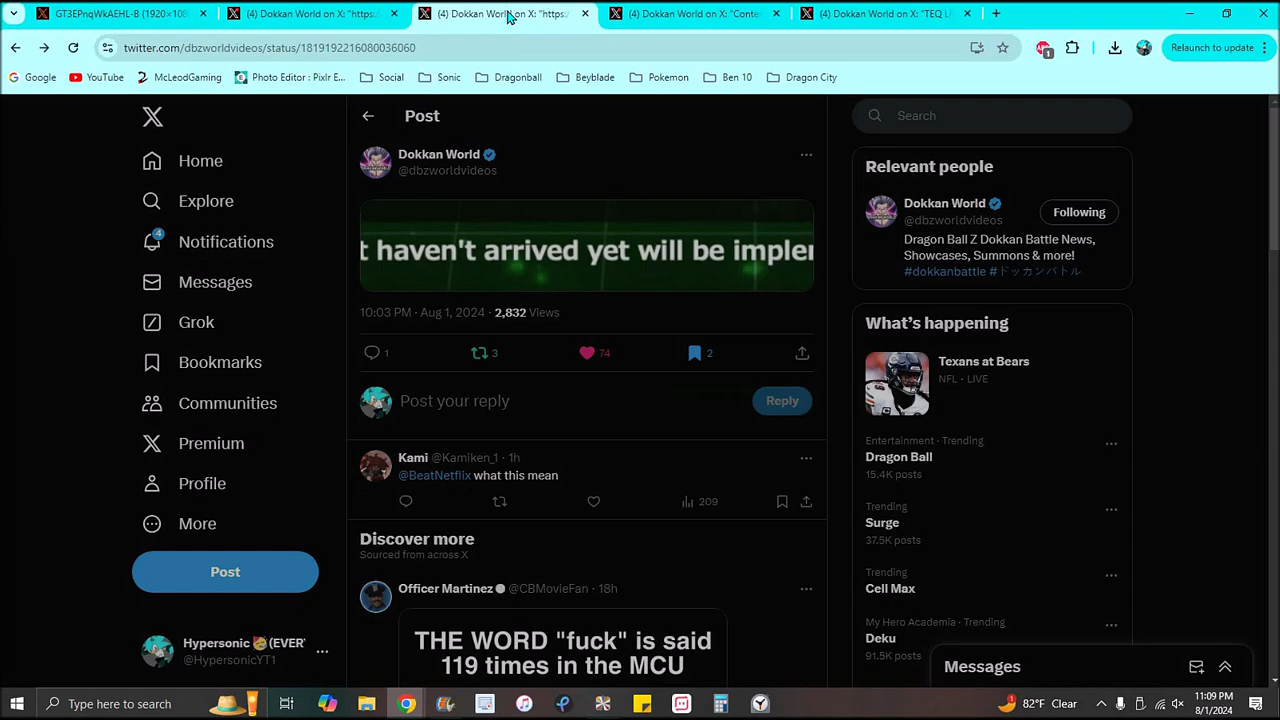 GT3EPnqWkAEHL-B (1920×108
(4) Dokkan World on X: "https:
(4) Dokkan World on X: "https:
(4) Dokkan World on X: "Conte
(4) Dokkan World on X: "TEQ L
twitter.com/dbzworldvideos/status/1819192216080036060
1
Relaunch to update
Google
YouTube
McLeodGaming
Photo Editor : Pixlr E...
Social
Sonic
Dragonball
Beyblade
Pokemon
Ben 10
Dragon City
Home
Explore
4
Notifications
Messages
Grok
Bookmarks
Communities
Premium
Profile
More
Post
Hypersonic (EVER
@HypersonicYT1
Post
Dokkan World
@dbzworldvideos
t haven't arrived yet will be impler
10:03 PM · Aug 1, 2024 · 2,832 Views
1
3
74
2
Post your reply
Reply
Kami @Kamiken_1 · 1h
@BeatNetflix what this mean
209
Discover more
Sourced from across X
Officer Martinez @CBMovieFan · 18h
THE WORD "fuck" is said
119 times in the MCU
Search
Relevant people
Dokkan World
@dbzworldvideos
Following
Dragon Ball Z Dokkan Battle News,
Showcases, Summons & more!
#dokkanbattle #ドッカンバトル
What's happening
Texans at Bears
NFL · LIVE
Entertainment · Trending
Dragon Ball
15.4K posts
Trending
Surge
37.5K posts
Trending
Cell Max
My Hero Academia · Trending
Deku
91.5K posts
Messages
Type here to search
82°F Clear
11:09 PM
8/1/2024